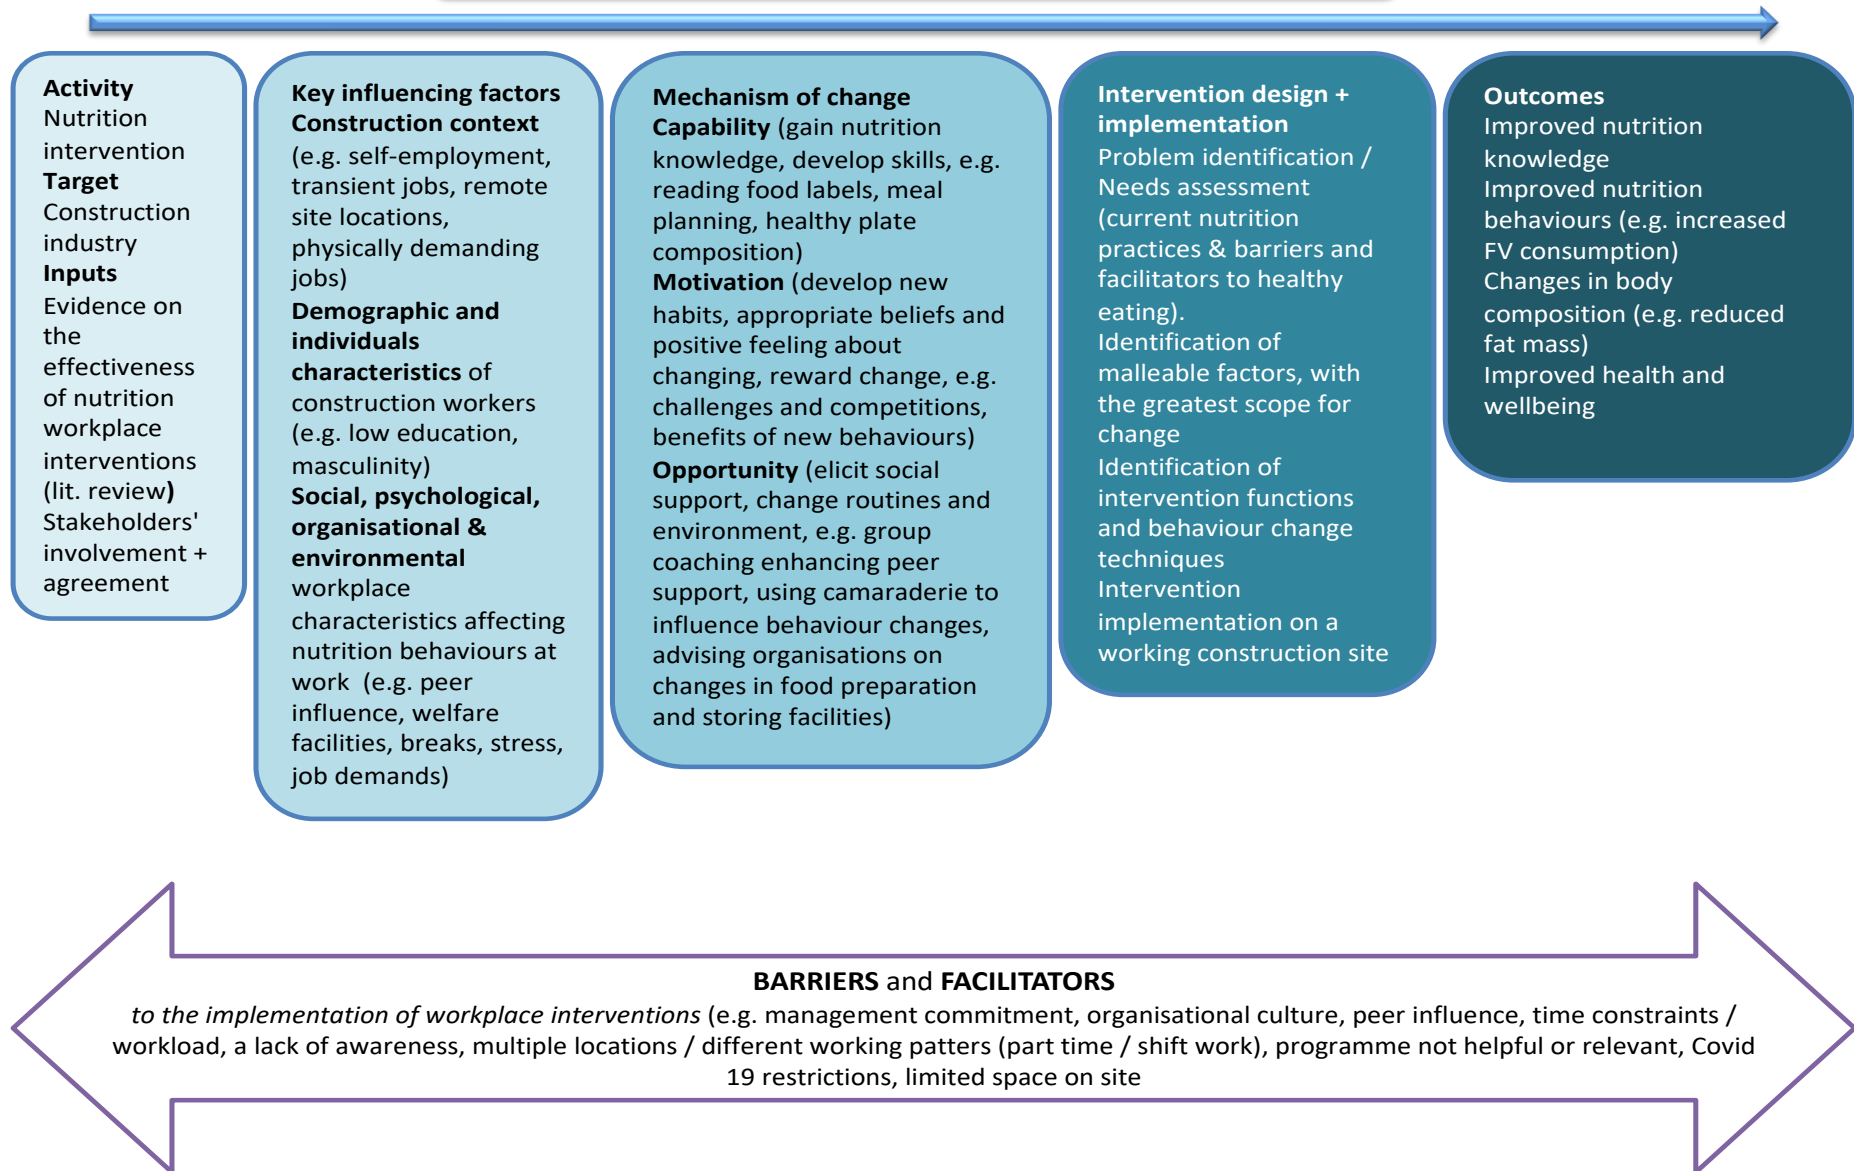 Activity
Nutrition
intervention
Target
Construction
industry
Inputs
Evidence on
the
effectiveness
of nutrition
workplace
interventions
(lit. review)
Stakeholders'
involvement +
agreement
Key influencing factors
Construction context
(e.g. self-employment,
transient jobs, remote
site locations,
physically demanding
jobs)
Demographic and
individuals
characteristics of
construction workers
(e.g. low education,
masculinity)
Social, psychological,
organisational &
environmental
workplace
characteristics affecting
nutrition behaviours at
work (e.g. peer
influence, welfare
facilities, breaks, stress,
job demands)
Mechanism of change
Capability (gain nutrition
knowledge, develop skills, e.g.
reading food labels, meal
planning, healthy plate
composition)
Motivation (develop new
habits, appropriate beliefs and
positive feeling about
changing, reward change, e.g.
challenges and competitions,
benefits of new behaviours)
Opportunity (elicit social
support, change routines and
environment, e.g. group
coaching enhancing peer
support, using camaraderie to
influence behaviour changes,
advising organisations on
changes in food preparation
and storing facilities)
Intervention design +
implementation
Problem identification /
Needs assessment
(current nutrition
practices & barriers and
facilitators to healthy
eating).
Identification of
malleable factors, with
the greatest scope for
change
Identification of
intervention functions
and behaviour change
techniques
Intervention
implementation on a
working construction site
Outcomes
Improved nutrition
knowledge
Improved nutrition
behaviours (e.g. increased
FV consumption)
Changes in body
composition (e.g. reduced
fat mass)
Improved health and
wellbeing
BARRIERS and FACILITATORS
to the implementation of workplace interventions (e.g. management commitment, organisational culture, peer influence, time constraints /
workload, a lack of awareness, multiple locations / different working patters (part time / shift work), programme not helpful or relevant, Covid
19 restrictions, limited space on site